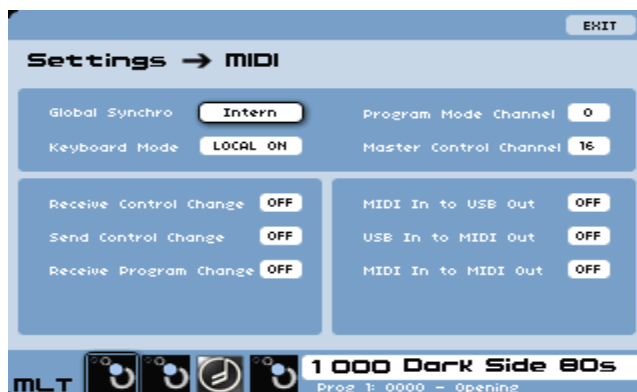 EXIT
Settings → MIDI
Global Synchro Intern Program Mode Channel 0
Keyboard Mode LOCAL ON Master Control Channel 16
Receive Control Change OFF MIDI In to USB Out OFF
Send Control Change OFF USB In to MIDI Out OFF
Receive Program Change OFF MIDI In to MIDI Out OFF
MLT 1 000 Dark Side 80s
Prog 1: 0000 - Opening